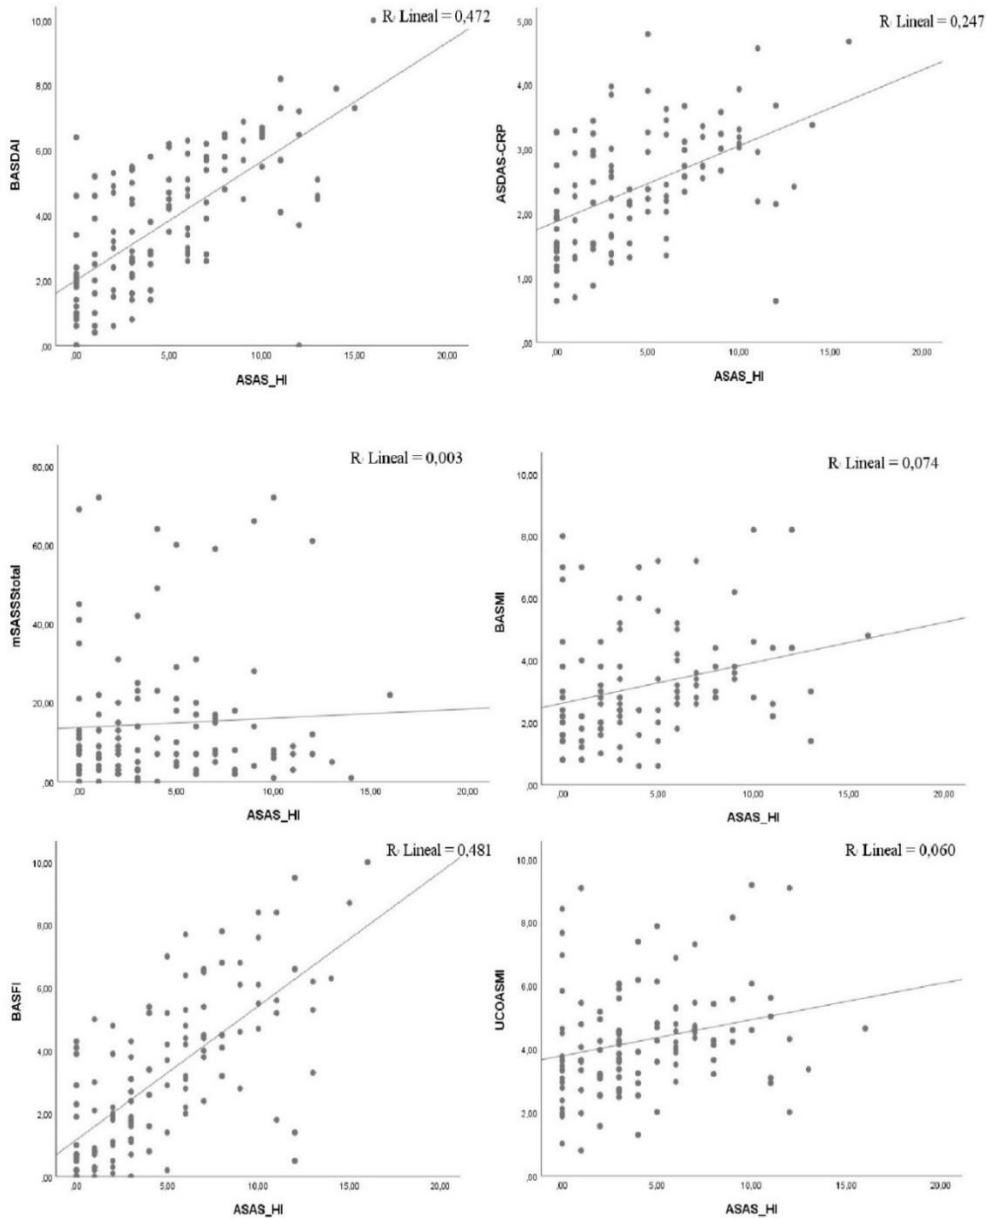 R² Lineal = 0,472
10,00
8,00
6,00
4,00
2,00
,00
BASDAI
,00 5,00 10,00 15,00 20,00
ASAS_HI
R² Lineal = 0,247
5,00
4,00
3,00
2,00
1,00
,00
ASDAS-CRP
,00 5,00 10,00 15,00 20,00
ASAS_HI
R² Lineal = 0,003
80,00
60,00
40,00
20,00
,00
mSASSStotal
,00 5,00 10,00 15,00 20,00
ASAS_HI
R² Lineal = 0,074
10,00
8,00
6,00
4,00
2,00
,00
BASMI
,00 5,00 10,00 15,00 20,00
ASAS_HI
R² Lineal = 0,481
10,00
8,00
6,00
4,00
2,00
,00
BASFI
,00 5,00 10,00 15,00 20,00
ASAS_HI
R² Lineal = 0,060
10,00
8,00
6,00
4,00
2,00
,00
UCOASMI
,00 5,00 10,00 15,00 20,00
ASAS_HI